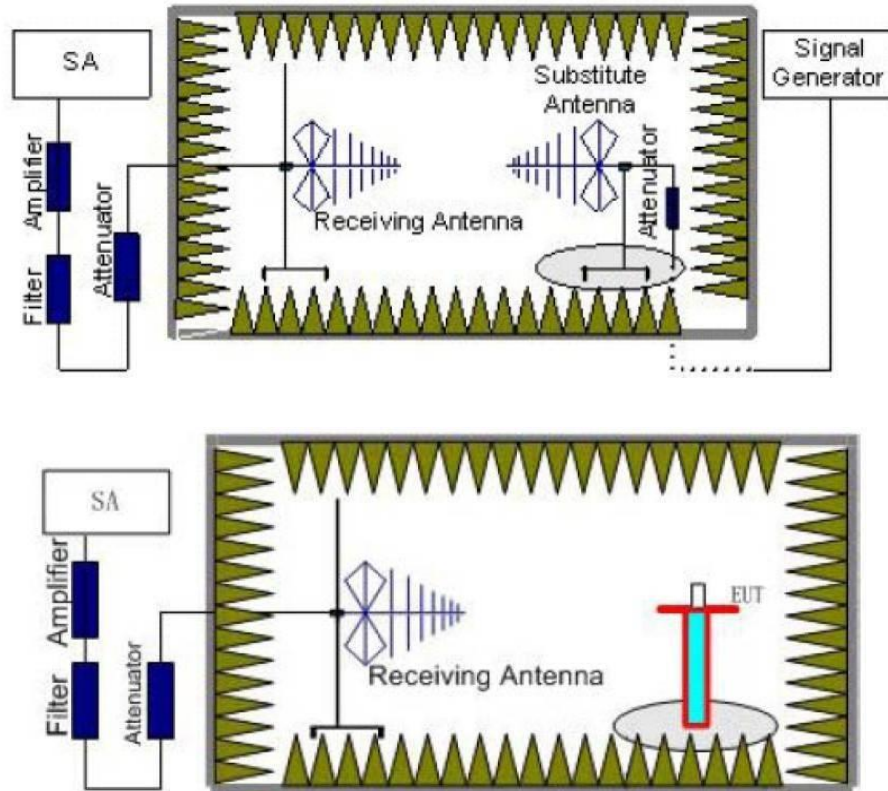 SA
Substitute
Antenna
Signal
Generator
Amplifier
Attenuator
Filter
Receiving Antenna
Attenuator
SA
Amplifier
Filter
Attenuator
Receiving Antenna
EUT